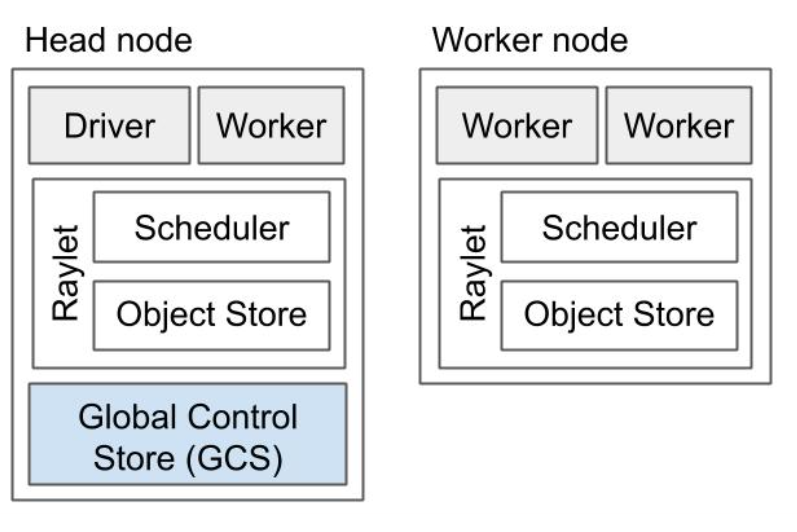 Head node
Driver
Worker
Raylet
Scheduler
Object Store
Global Control
Store (GCS)
Worker node
Worker
Worker
Raylet
Scheduler
Object Store